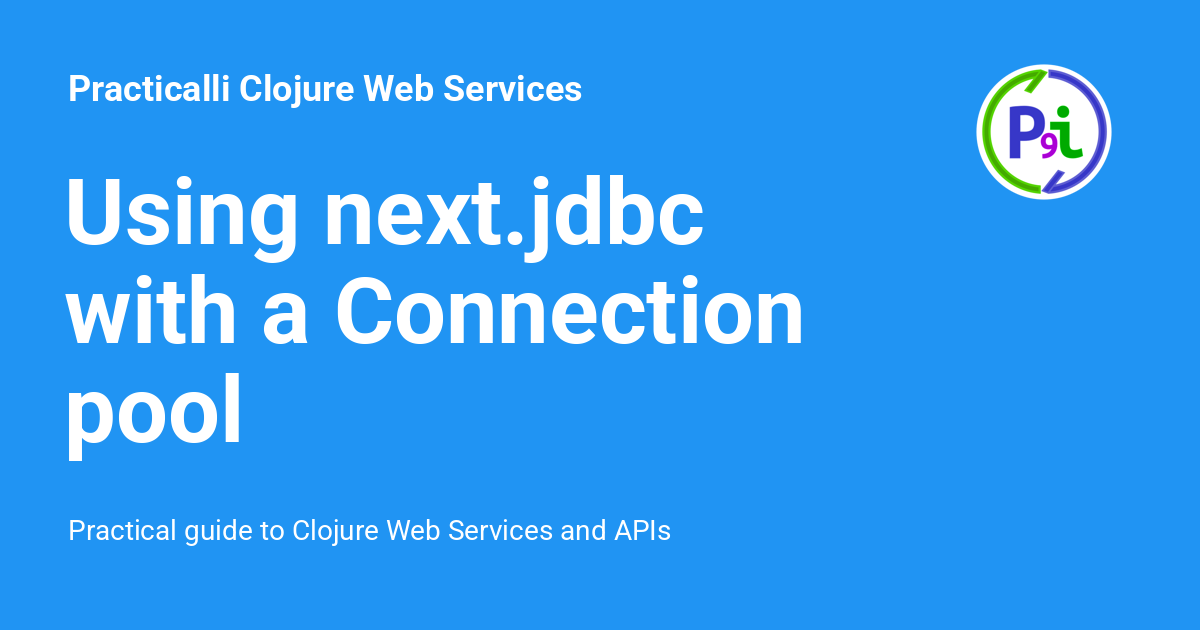 Practicalli Clojure Web Services
P9i
Using next.jdbc
with a Connection
pool
Practical guide to Clojure Web Services and APIs